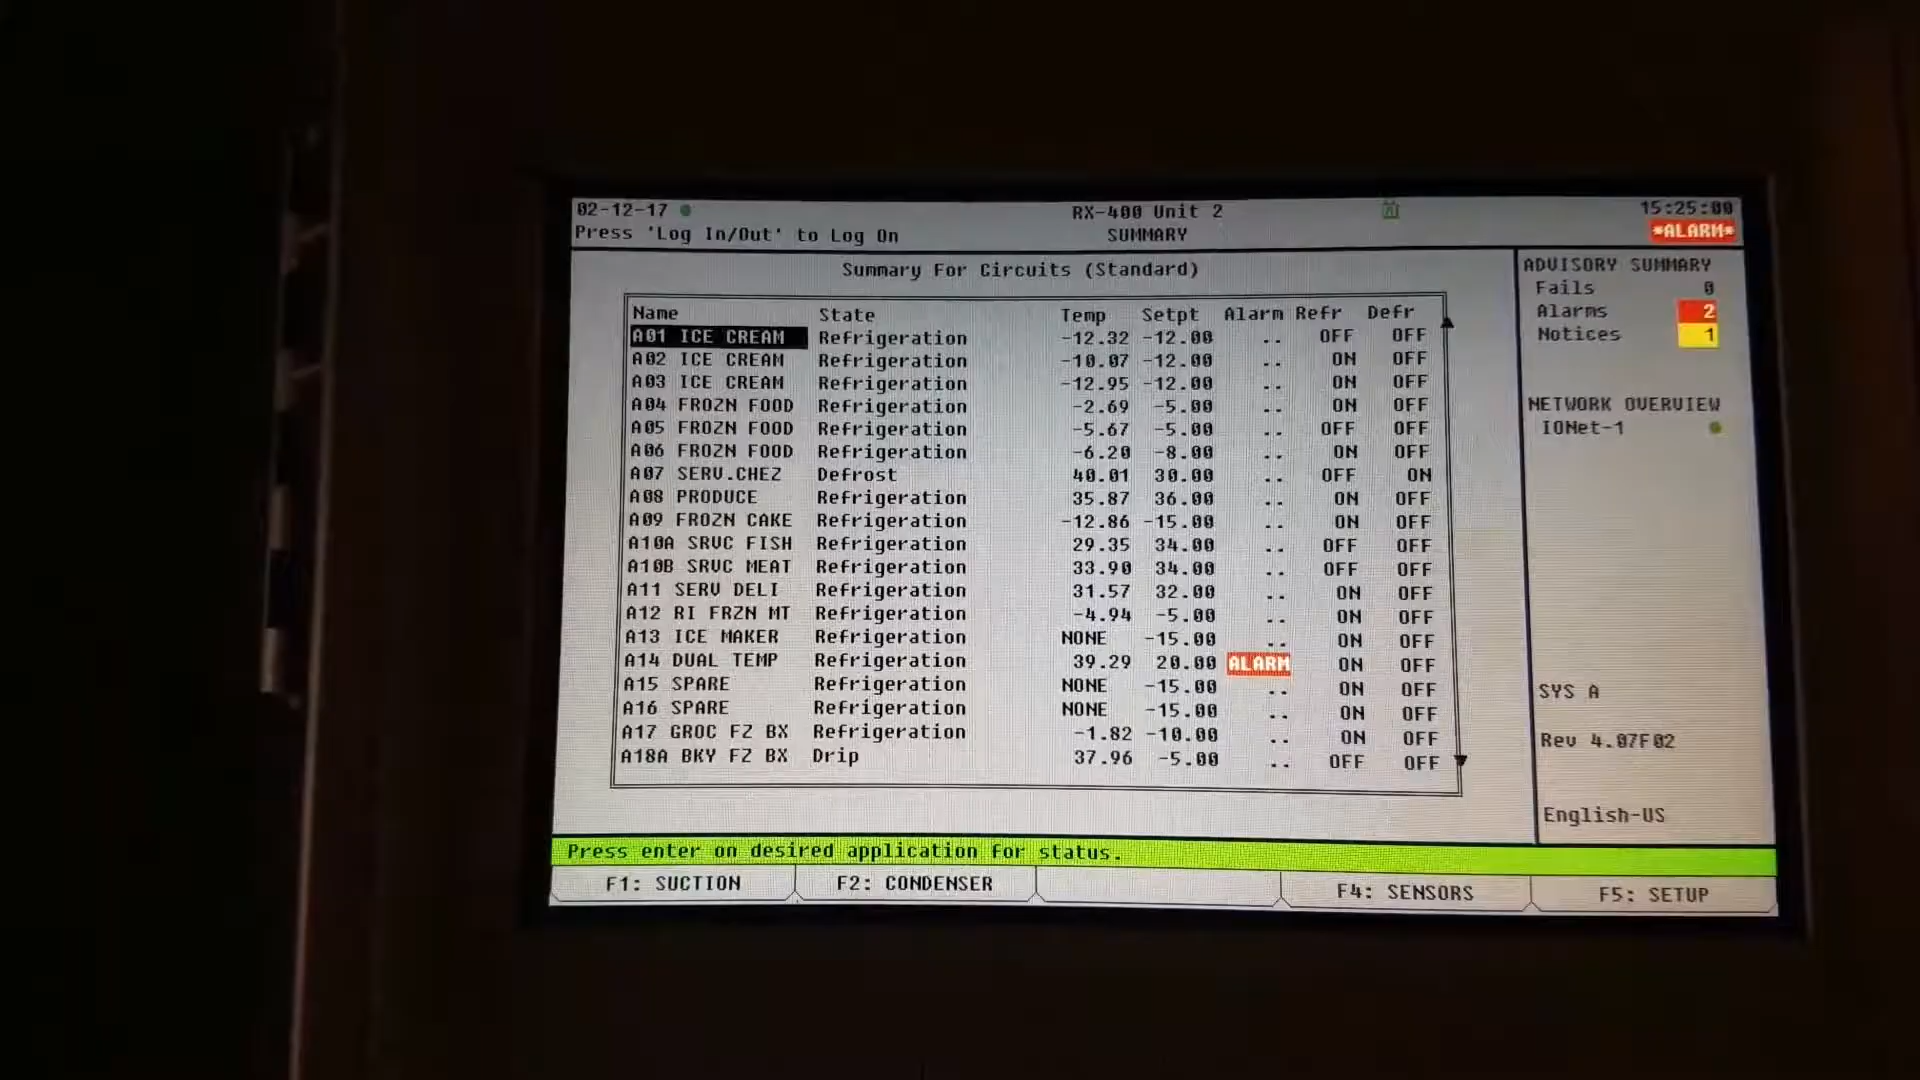 02-12-17 RX-400 Unit 2 15:25:00
Press 'Log In/Out' to Log On SUMMARY *ALARM*
Summary For Circuits (Standard)
Name State Temp Setpt Alarm Refr Defr
A01 ICE CREAM Refrigeration -12.32 -12.00 .. OFF OFF
A02 ICE CREAM Refrigeration -10.07 -12.00 .. ON OFF
A03 ICE CREAM Refrigeration -12.95 -12.00 .. ON OFF
A04 FROZN FOOD Refrigeration -2.69 -5.00 .. ON OFF
A05 FROZN FOOD Refrigeration -5.67 -5.00 .. OFF OFF
A06 FROZN FOOD Refrigeration -6.20 -8.00 .. ON OFF
A07 SERV.CHEZ Defrost 40.01 30.00 .. OFF ON
A08 PRODUCE Refrigeration 35.87 36.00 .. ON OFF
A09 FROZN CAKE Refrigeration -12.86 -15.00 .. ON OFF
A10A SRVC FISH Refrigeration 29.35 34.00 .. OFF OFF
A10B SRVC MEAT Refrigeration 33.90 34.00 .. OFF OFF
A11 SERV DELI Refrigeration 31.57 32.00 .. ON OFF
A12 RI FRZN MT Refrigeration -4.94 -5.00 .. ON OFF
A13 ICE MAKER Refrigeration NONE -15.00 .. ON OFF
A14 DUAL TEMP Refrigeration 39.29 20.00 ALARM ON OFF
A15 SPARE Refrigeration NONE -15.00 .. ON OFF
A16 SPARE Refrigeration NONE -15.00 .. ON OFF
A17 GROC FZ BX Refrigeration -1.82 -10.00 .. ON OFF
A18A BKY FZ BX Drip 37.96 -5.00 .. OFF OFF
ADVISORY SUMMARY
Fails 0
Alarms 2
Notices 1
NETWORK OVERVIEW
IONet-1
SYS A
Rev 4.07F02
English-US
Press enter on desired application for status.
F1: SUCTION F2: CONDENSER F4: SENSORS F5: SETUP